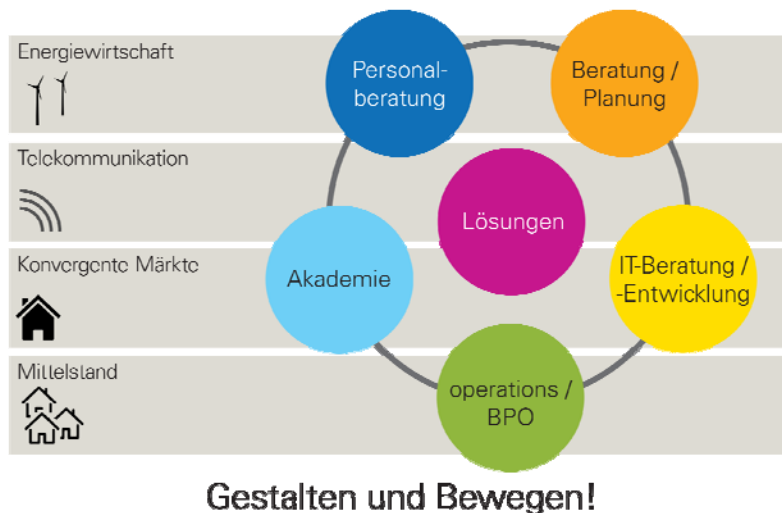 Energiewirtschaft
Personal-
beratung
Beratung /
Planung
Telekommunikation
Lösungen
Konvergente Märkte
Akademie
IT-Beratung /
-Entwicklung
Mittelstand
operations /
BPO
Gestalten und Bewegen!